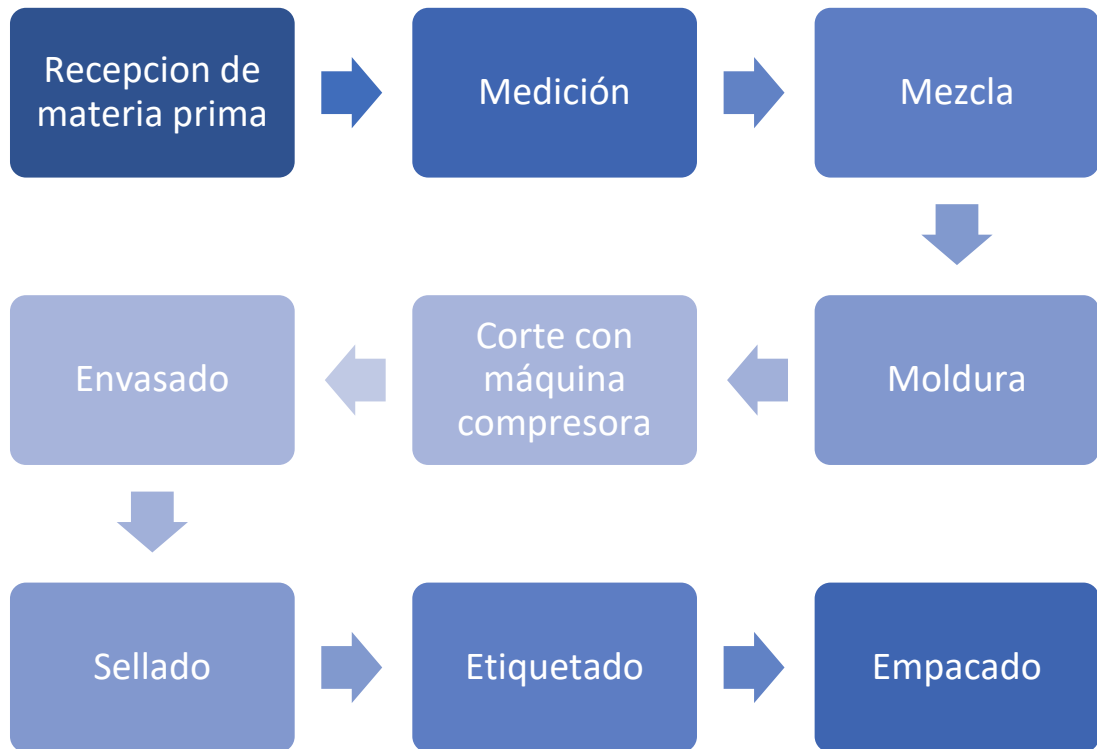 Recepcion de
materia prima
Medición
Mezcla
Moldura
Corte con
máquina
compresora
Envasado
Sellado
Etiquetado
Empacado